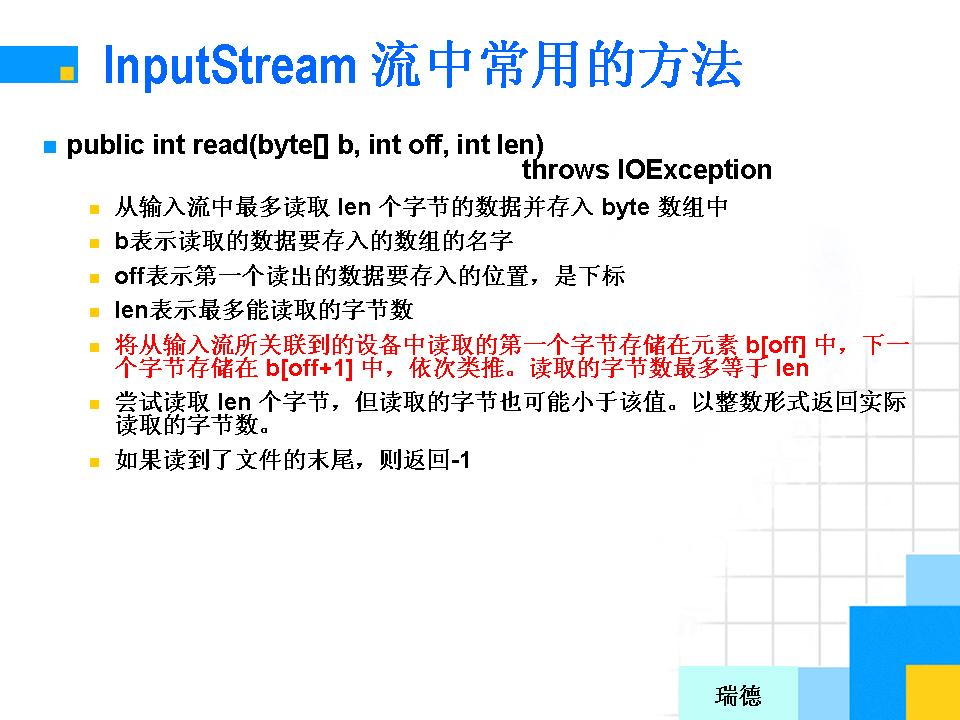 InputStream 流中常用的方法
public int read(byte[] b, int off, int len)
throws IOException
从输入流中最多读取 len 个字节的数据并存入 byte 数组中
b表示读取的数据要存入的数组的名字
off表示第一个读出的数据要存入的位置，是下标
len表示最多能读取的字节数
将从输入流所关联到的设备中读取的第一个字节存储在元素 b[off] 中，下一
个字节存储在 b[off+1] 中，依次类推。读取的字节数最多等于 len
尝试读取 len 个字节，但读取的字节也可能小于该值。以整数形式返回实际
读取的字节数。
如果读到了文件的末尾，则返回-1
瑞德